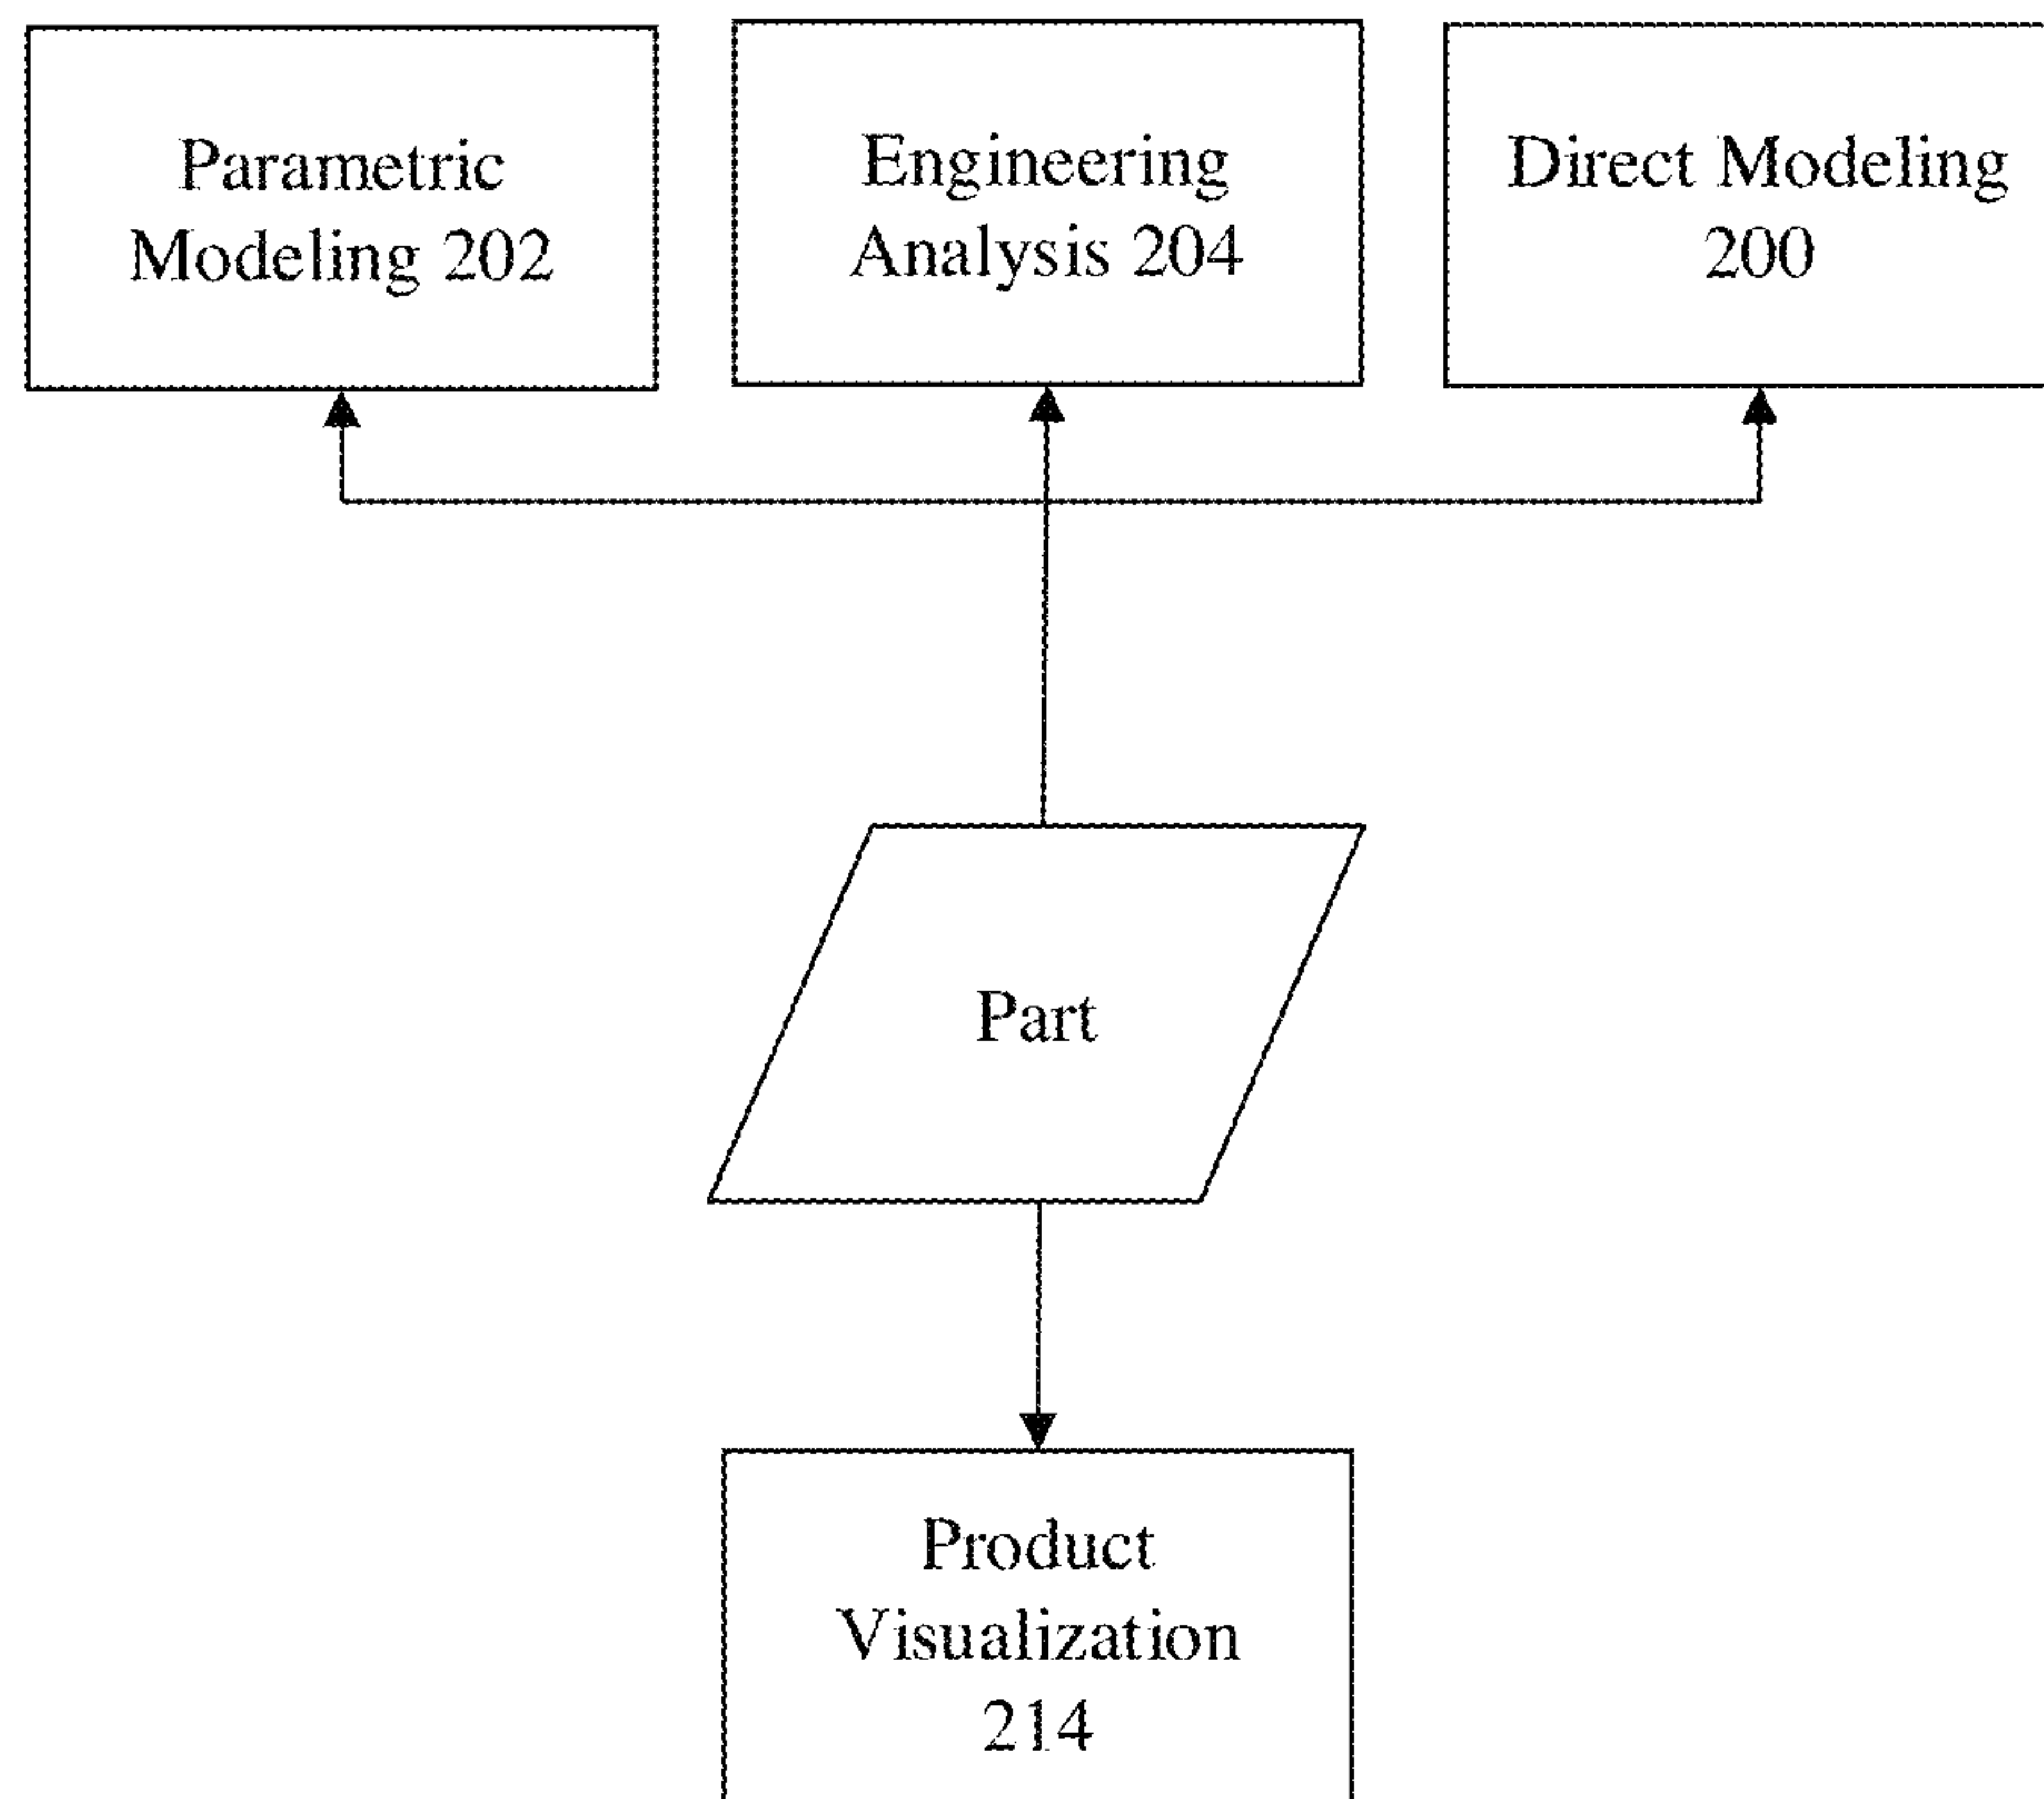 Parametric
Modeling 202
Engineering
Analysis 204
Direct Modeling
200
Part
Product
Visualization
214